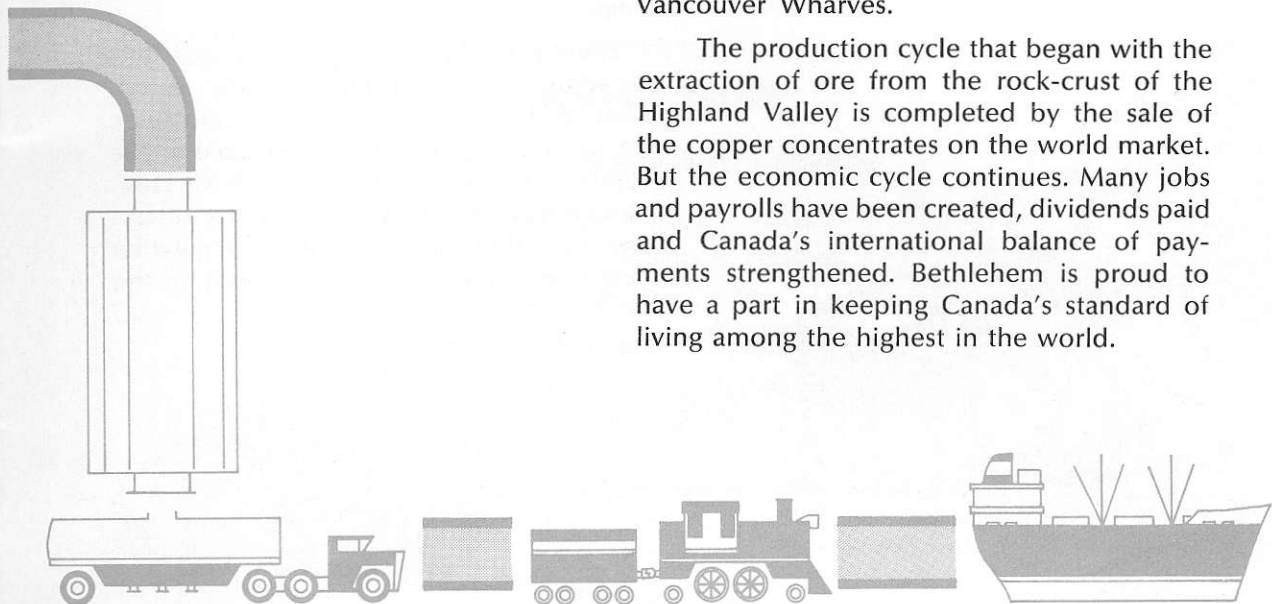 Vancouver Wharves.
The production cycle that began with the
extraction of ore from the rock-crust of the
Highland Valley is completed by the sale of
the copper concentrates on the world market.
But the economic cycle continues. Many jobs
and payrolls have been created, dividends paid
and Canada's international balance of pay-
ments strengthened. Bethlehem is proud to
have a part in keeping Canada's standard of
living among the highest in the world.